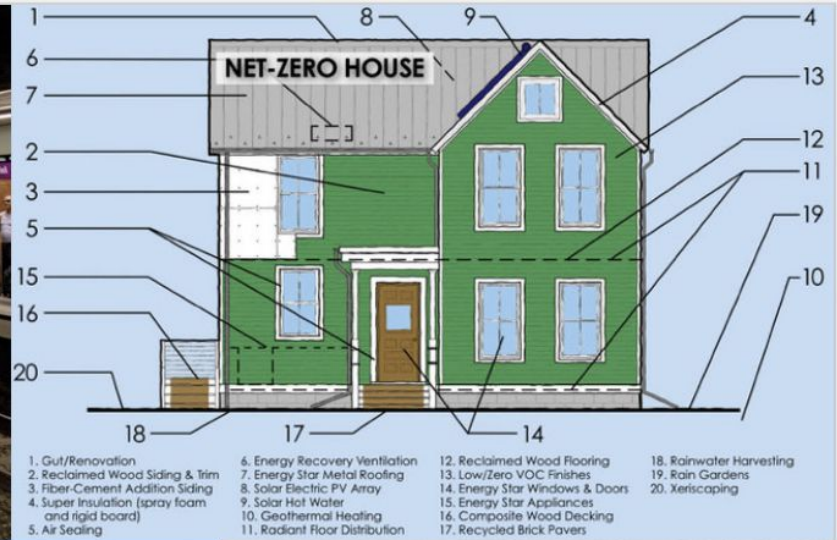 1
8
9
4
6
NET-ZERO HOUSE
7
13
2
12
3
11
5
19
15
10
16
20
18
17
14
1. Gut/Renovation
2. Reclaimed Wood Siding & Trim
3. Fiber-Cement Addition Siding
4. Super Insulation (spray foam
and rigid board)
5. Air Sealing
6. Energy Recovery Ventilation
7. Energy Star Metal Roofing
8. Solar Electric PV Array
9. Solar Hot Water
10. Geothermal Heating
11. Radiant Floor Distribution
12. Reclaimed Wood Flooring
13. Low/Zero VOC Finishes
14. Energy Star Windows & Doors
15. Energy Star Appliances
16. Composite Wood Decking
17. Recycled Brick Pavers
18. Rainwater Harvesting
19. Rain Gardens
20. Xeriscaping